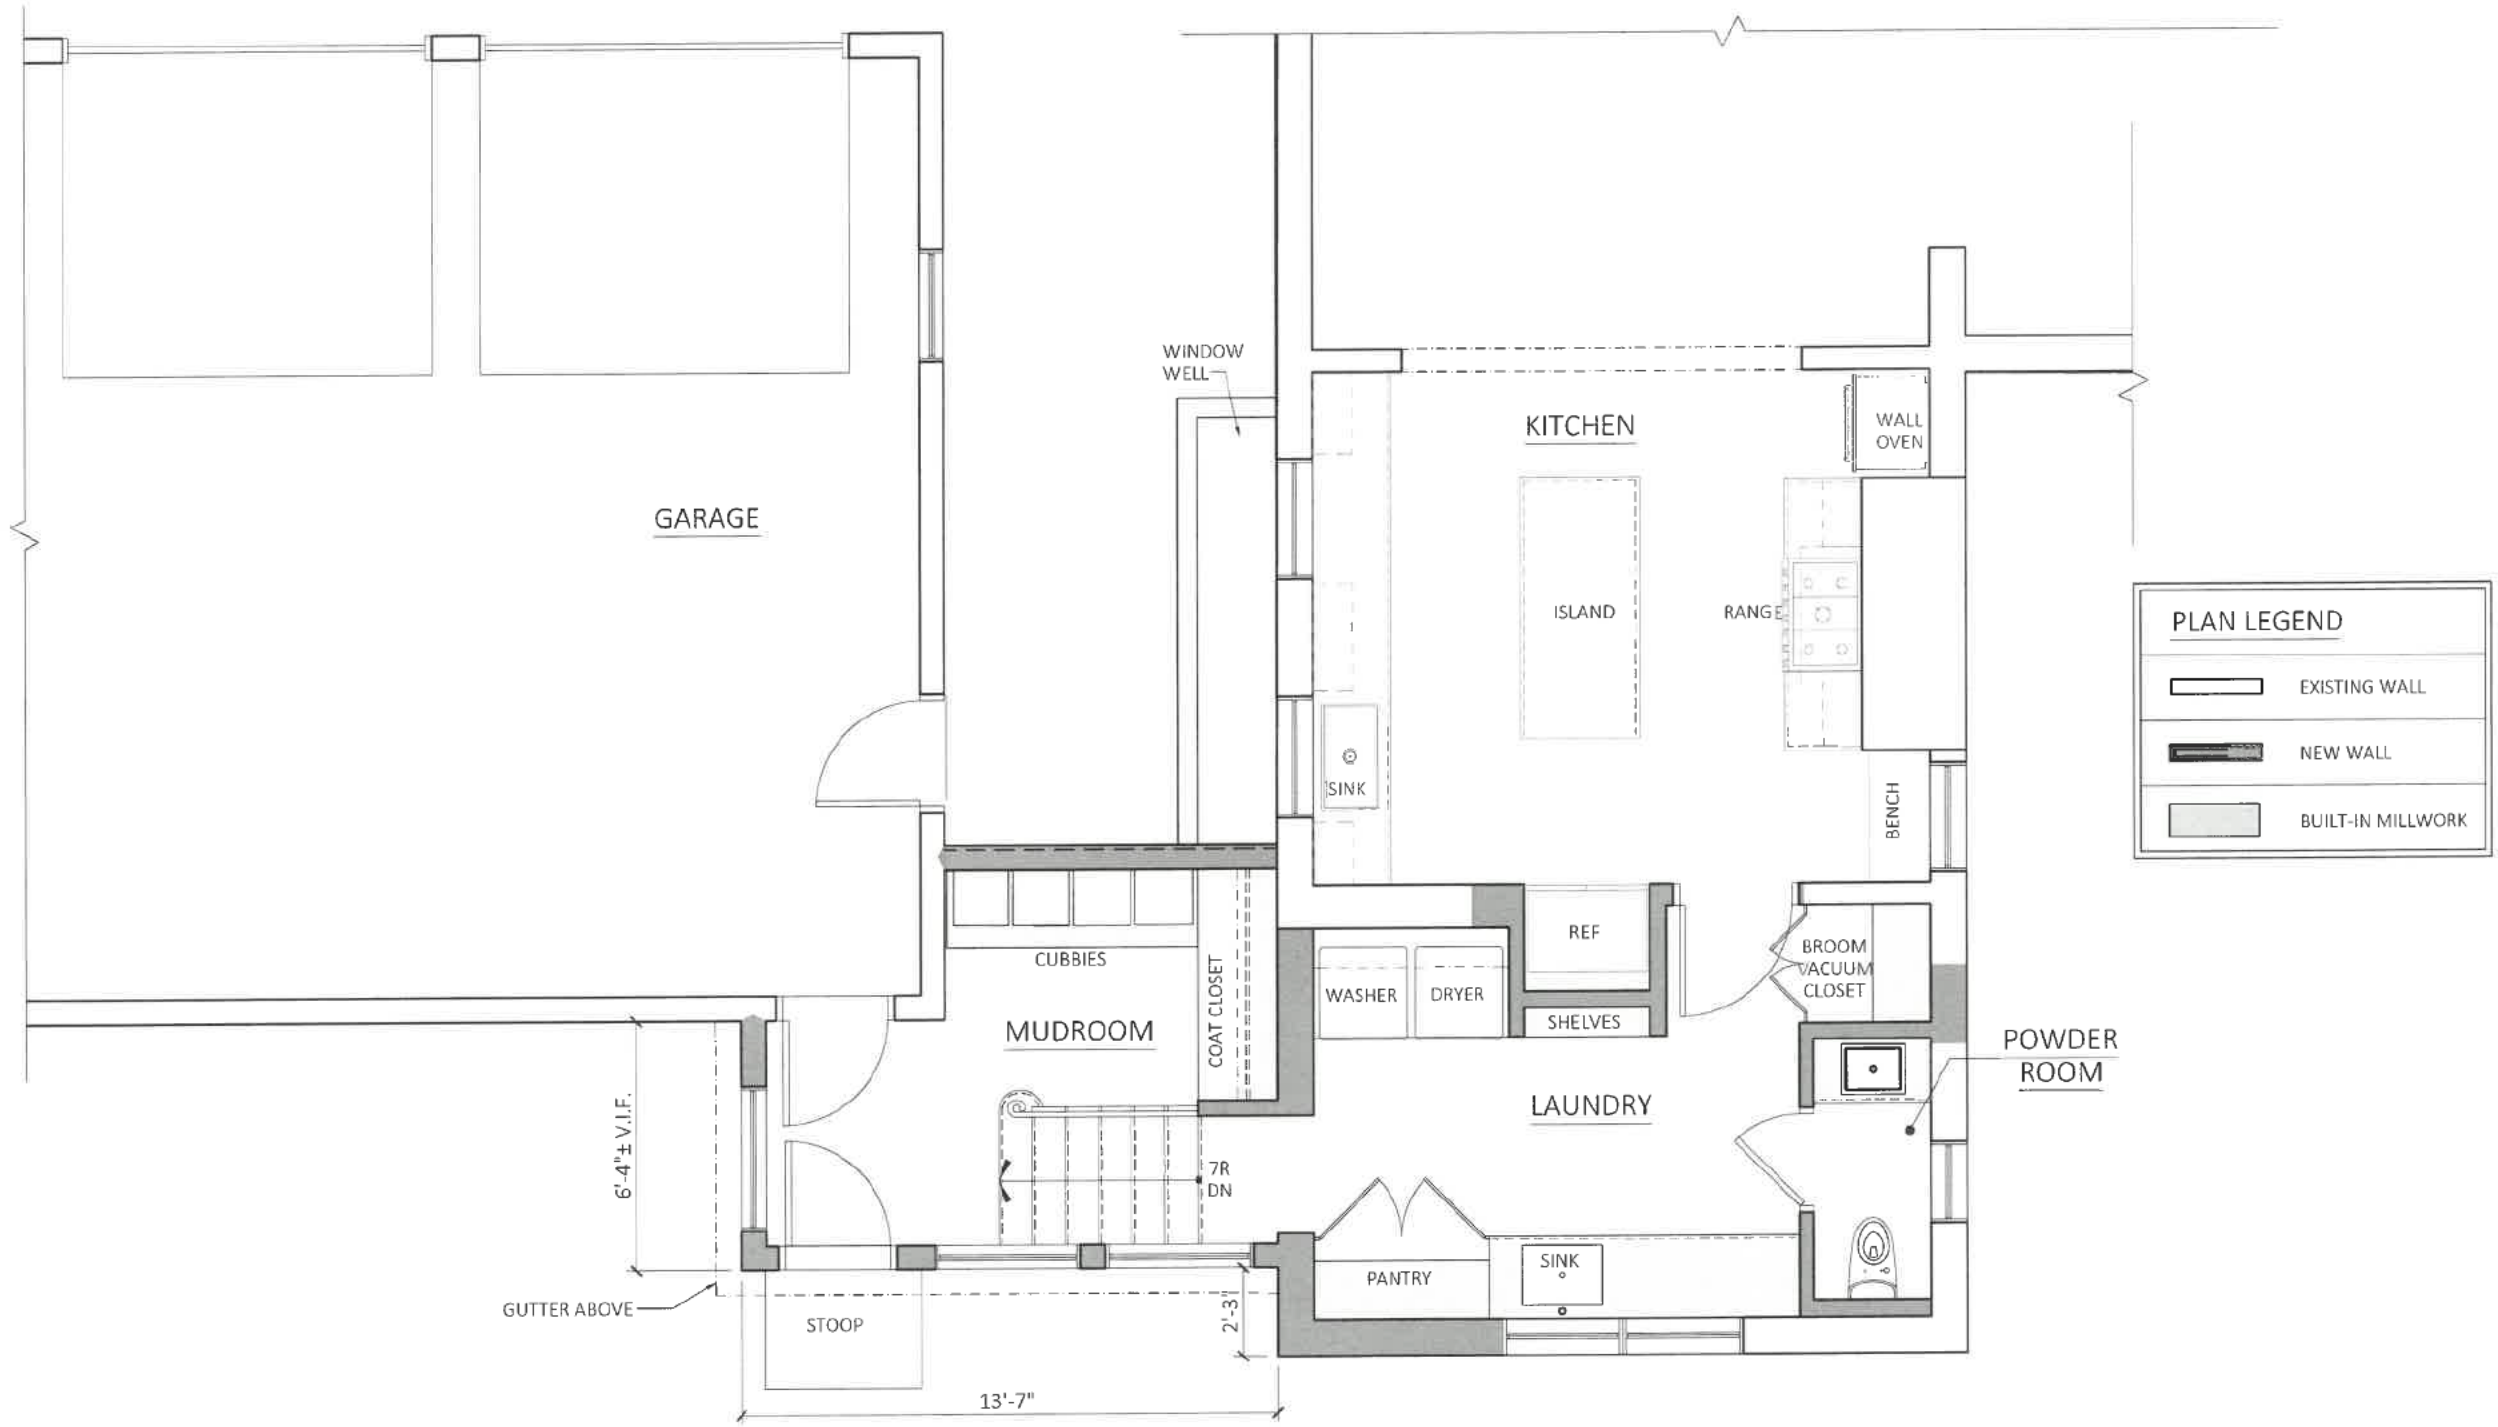 WINDOW
WELL
KITCHEN
WALL
OVEN
GARAGE
ISLAND
RANGE
PLAN LEGEND
EXISTING WALL
NEW WALL
BUILT-IN MILLWORK
SINK
BENCH
REF
CUBBIES
COAT CLOSET
WASHER
DRYER
SHELVES
BROOM
VACUUM
CLOSET
MUDROOM
POWDER
ROOM
LAUNDRY
6'-4"± V.I.F.
7R
DN
PANTRY
SINK
GUTTER ABOVE
STOOP
2'-3"
13'-7"